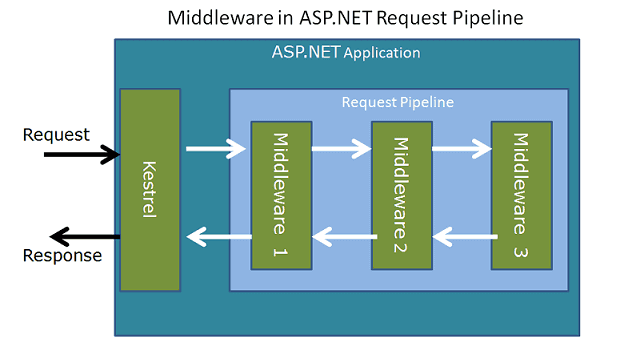 Middleware in ASP.NET Request Pipeline
ASP.NET Application
Request Pipeline
Request
Kestrel
Middleware 1
Middleware 2
Middleware 3
Response